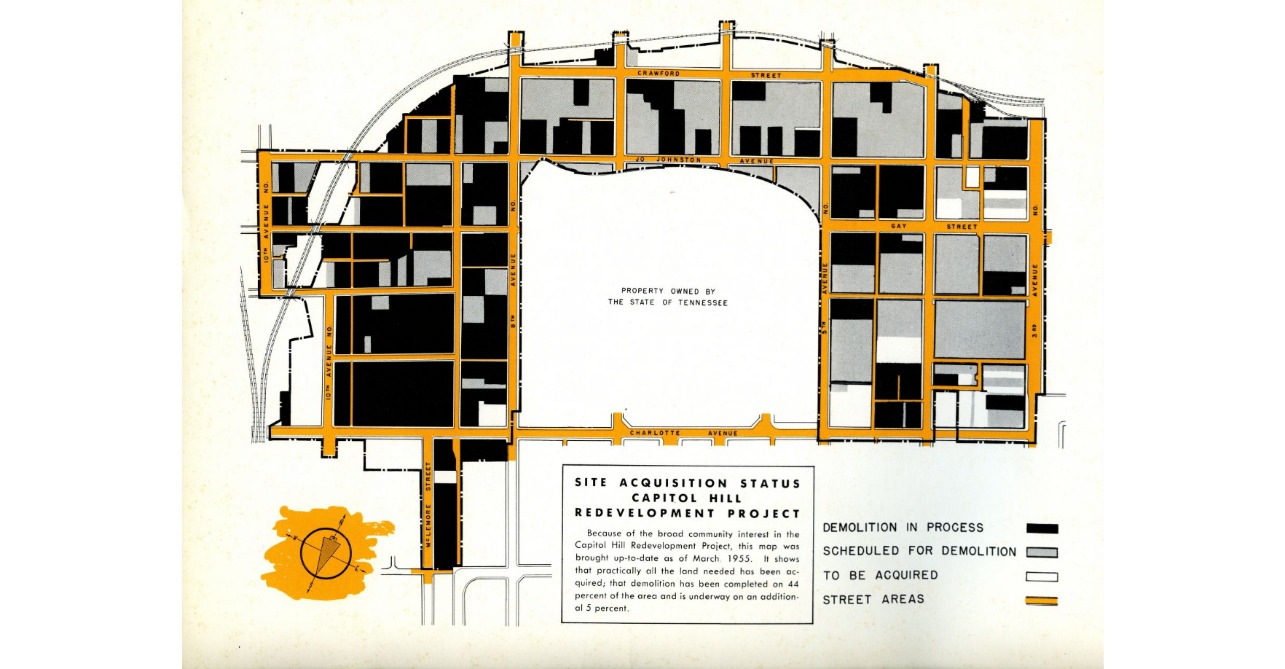 CRAWFORD STREET
JO JOHNSTON AVENUE
10TH AVENUE NO.
8TH AVENUE NO.
5TH AVENUE NO.
GAY STREET
3RD AVENUE NO.
PROPERTY OWNED BY
THE STATE OF TENNESSEE
10TH AVENUE NO.
CHARLOTTE AVENUE
McLEMORE STREET
SITE ACQUISITION STATUS
CAPITOL HILL
REDEVELOPMENT PROJECT
Because of the broad community interest in the
Capitol Hill Redevelopment Project, this map was
brought up-to-date as of March, 1955. It shows
that practically all the land needed has been ac-
quired; that demolition has been completed on 44
percent of the area and is underway on an addition-
al 5 percent.
DEMOLITION IN PROCESS
SCHEDULED FOR DEMOLITION
TO BE ACQUIRED
STREET AREAS